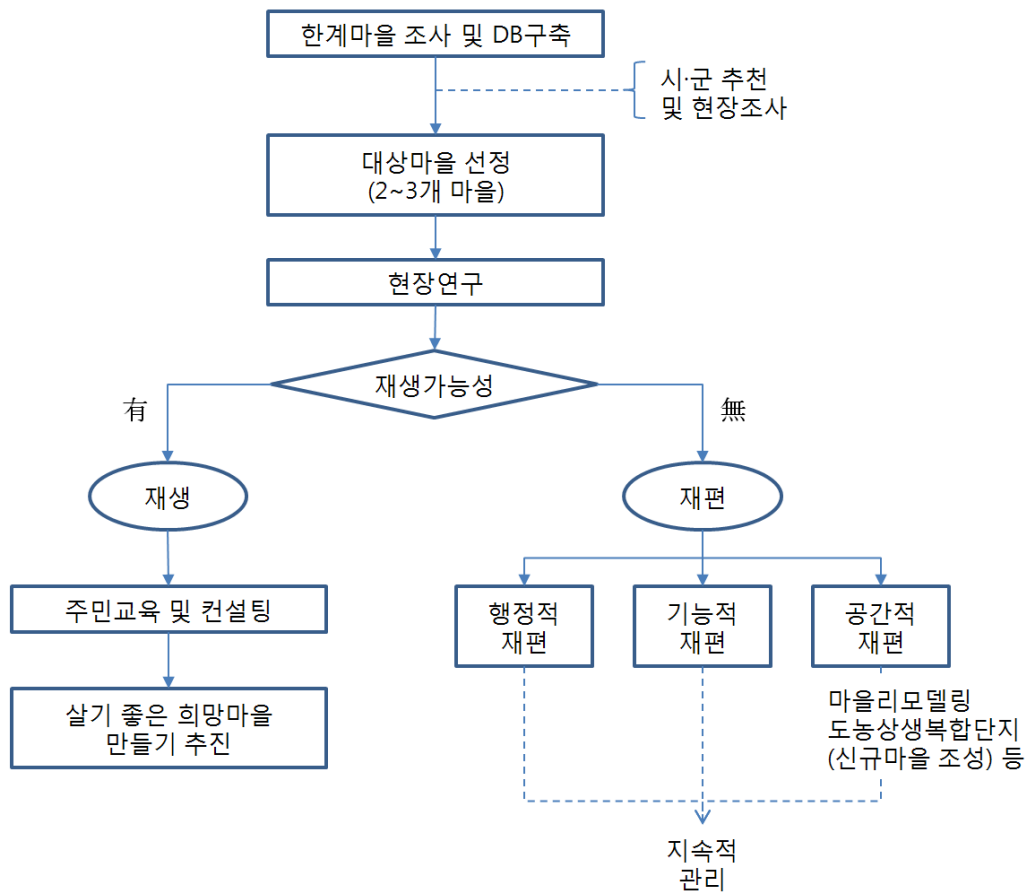 한계마을 조사 및 DB구축
시·군 추천
및 현장조사
대상마을 선정
(2~3개 마을)
현장연구
재생가능성
有
無
재생
재편
주민교육 및 컨설팅
살기 좋은 희망마을
만들기 추진
행정적
재편
기능적
재편
공간적
재편
마을리모델링
도농상생복합단지
(신규마을 조성) 등
지속적
관리